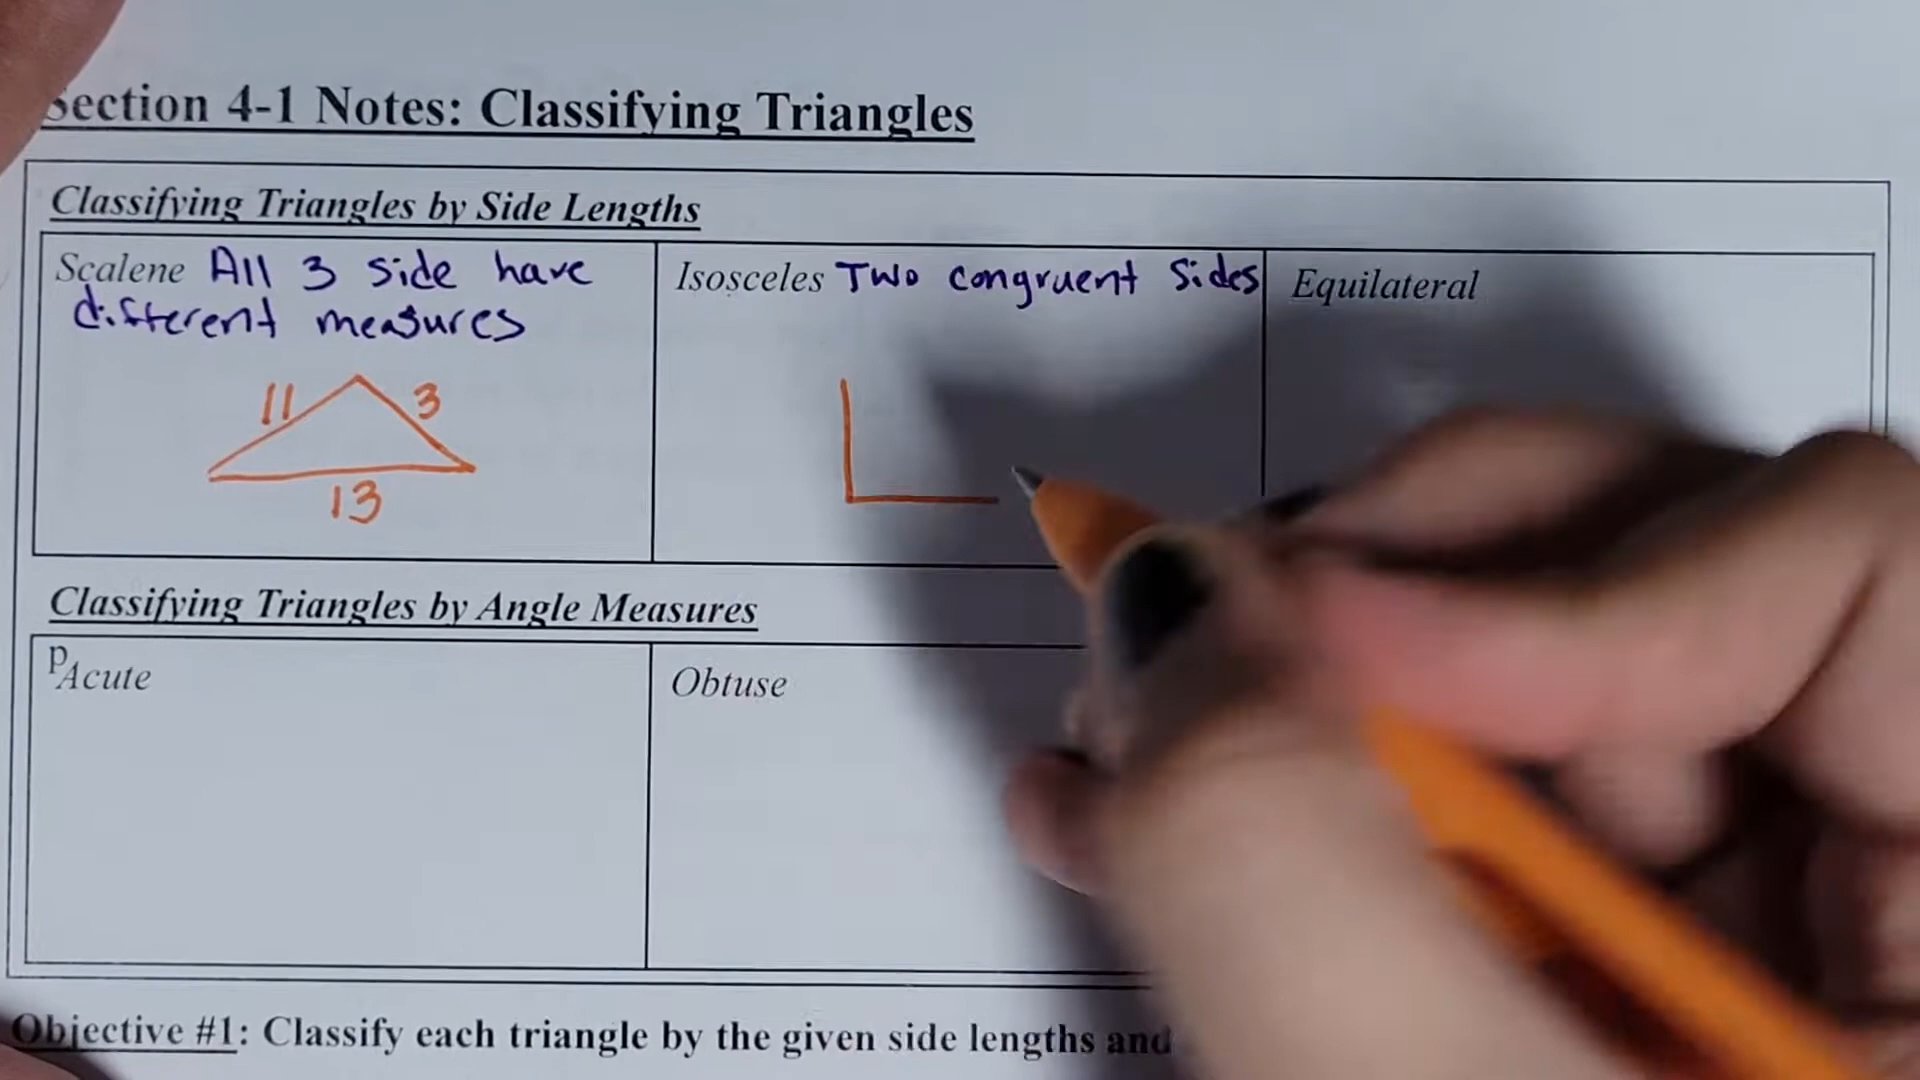 Section 4-1 Notes: Classifying Triangles
Classifying Triangles by Side Lengths
Scalene All 3 side have
different measures
11
3
13
Isosceles Two congruent Sides
Equilateral
Classifying Triangles by Angle Measures
PAcute
Obtuse
Objective #1: Classify each triangle by the given side lengths and